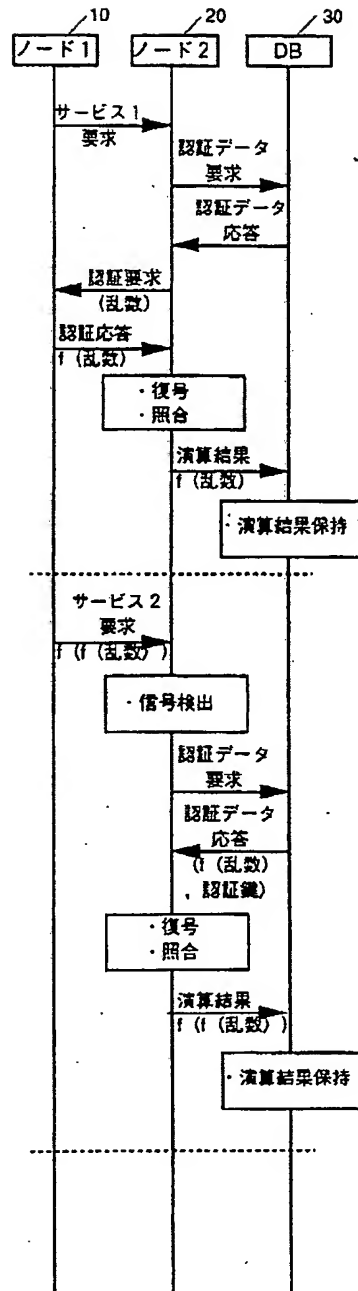 10
20
30
ノード1
ノード2
DB
サービス1
要求
認証データ
要求
認証データ
応答
認証要求
(乱数)
認証応答
f (乱数)
・復号
・照合
演算結果
f (乱数)
・演算結果保持
サービス2
要求
f (f (乱数) )
・信号検出
認証データ
要求
認証データ
応答
(f (乱数)
, 認証鍵)
・復号
・照合
演算結果
f (f (乱数) )
・演算結果保持